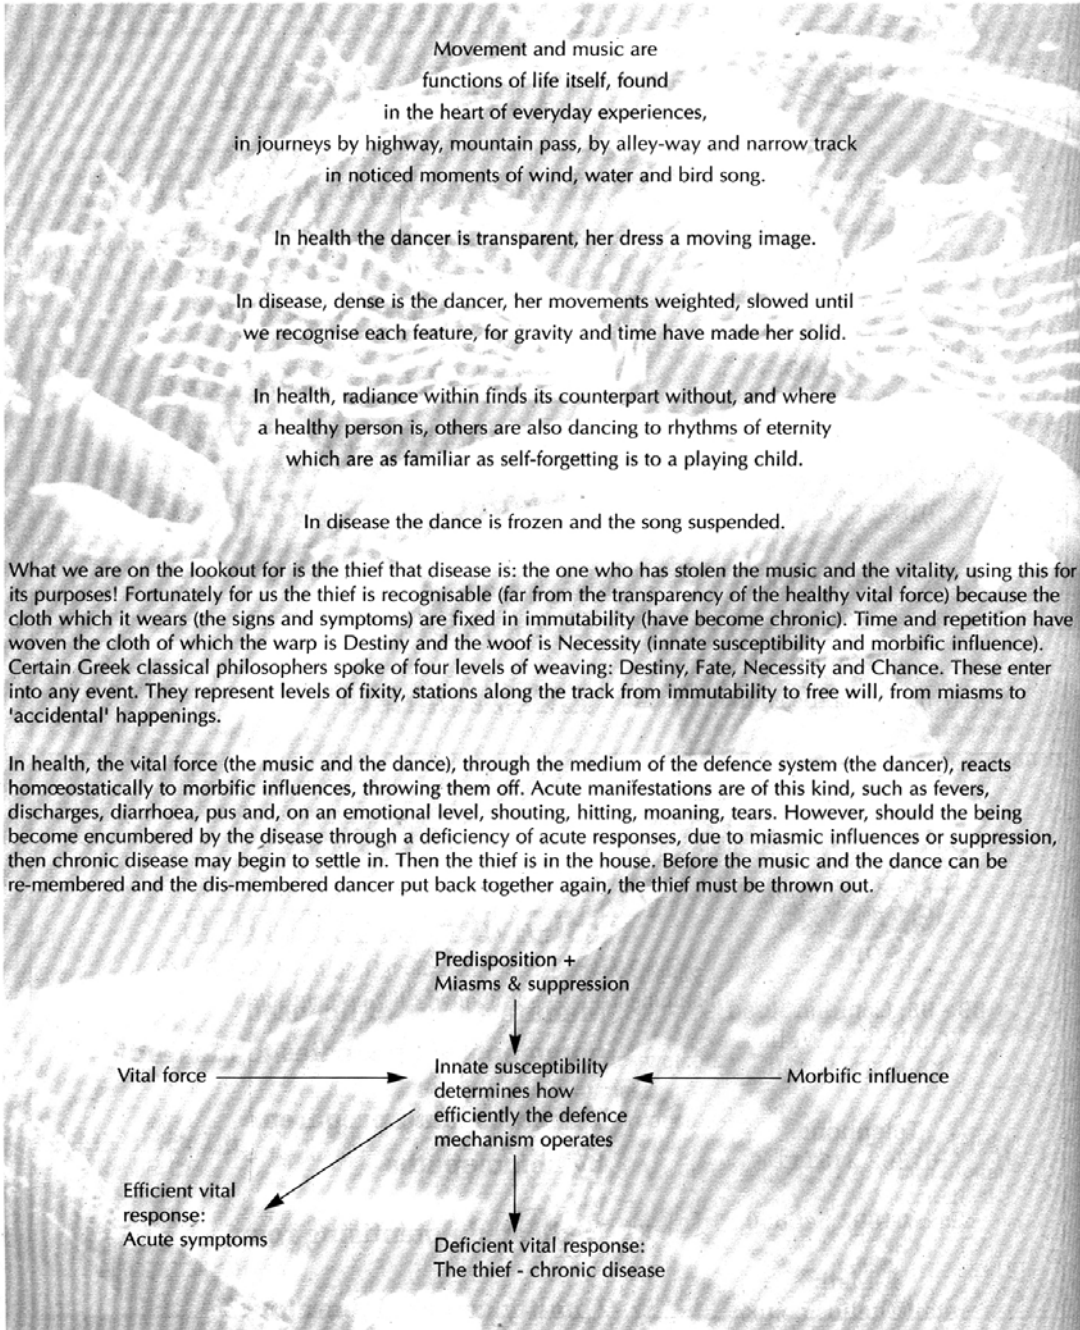 Movement and music are
functions of life itself, found
in the heart of everyday experiences,
in journeys by highway, mountain pass, by alley-way and narrow track
in noticed moments of wind, water and bird song.
In health the dancer is transparent, her dress a moving image.
In disease, dense is the dancer, her movements weighted, slowed until
we recognise each feature, for gravity and time have made her solid.
In health, radiance within finds its counterpart without, and where
a healthy person is, others are also dancing to rhythms of eternity
which are as familiar as self-forgetting is to a playing child.
In disease the dance is frozen and the song suspended.
What we are on the lookout for is the thief that disease is: the one who has stolen the music and the vitality, using this for
its purposes! Fortunately for us the thief is recognisable (far from the transparency of the healthy vital force) because the
cloth which it wears (the signs and symptoms) are fixed in immutability (have become chronic). Time and repetition have
woven the cloth of which the warp is Destiny and the woof is Necessity (innate susceptibility and morbific influence).
Certain Greek classical philosophers spoke of four levels of weaving: Destiny, Fate, Necessity and Chance. These enter
into any event. They represent levels of fixity, stations along the track from immutability to free will, from miasms to
'accidental' happenings.
In health, the vital force (the music and the dance), through the medium of the defence system (the dancer), reacts
homœostatically to morbific influences, throwing them off. Acute manifestations are of this kind, such as fevers,
discharges, diarrhoea, pus and, on an emotional level, shouting, hitting, moaning, tears. However, should the being
become encumbered by the disease through a deficiency of acute responses, due to miasmic influences or suppression,
then chronic disease may begin to settle in. Then the thief is in the house. Before the music and the dance can be
re-membered and the dis-membered dancer put back together again, the thief must be thrown out.
Predisposition +
Miasms & suppression
Vital force
Innate susceptibility
determines how
efficiently the defence
mechanism operates
Morbific influence
Efficient vital
response:
Acute symptoms
Deficient vital response:
The thief - chronic disease